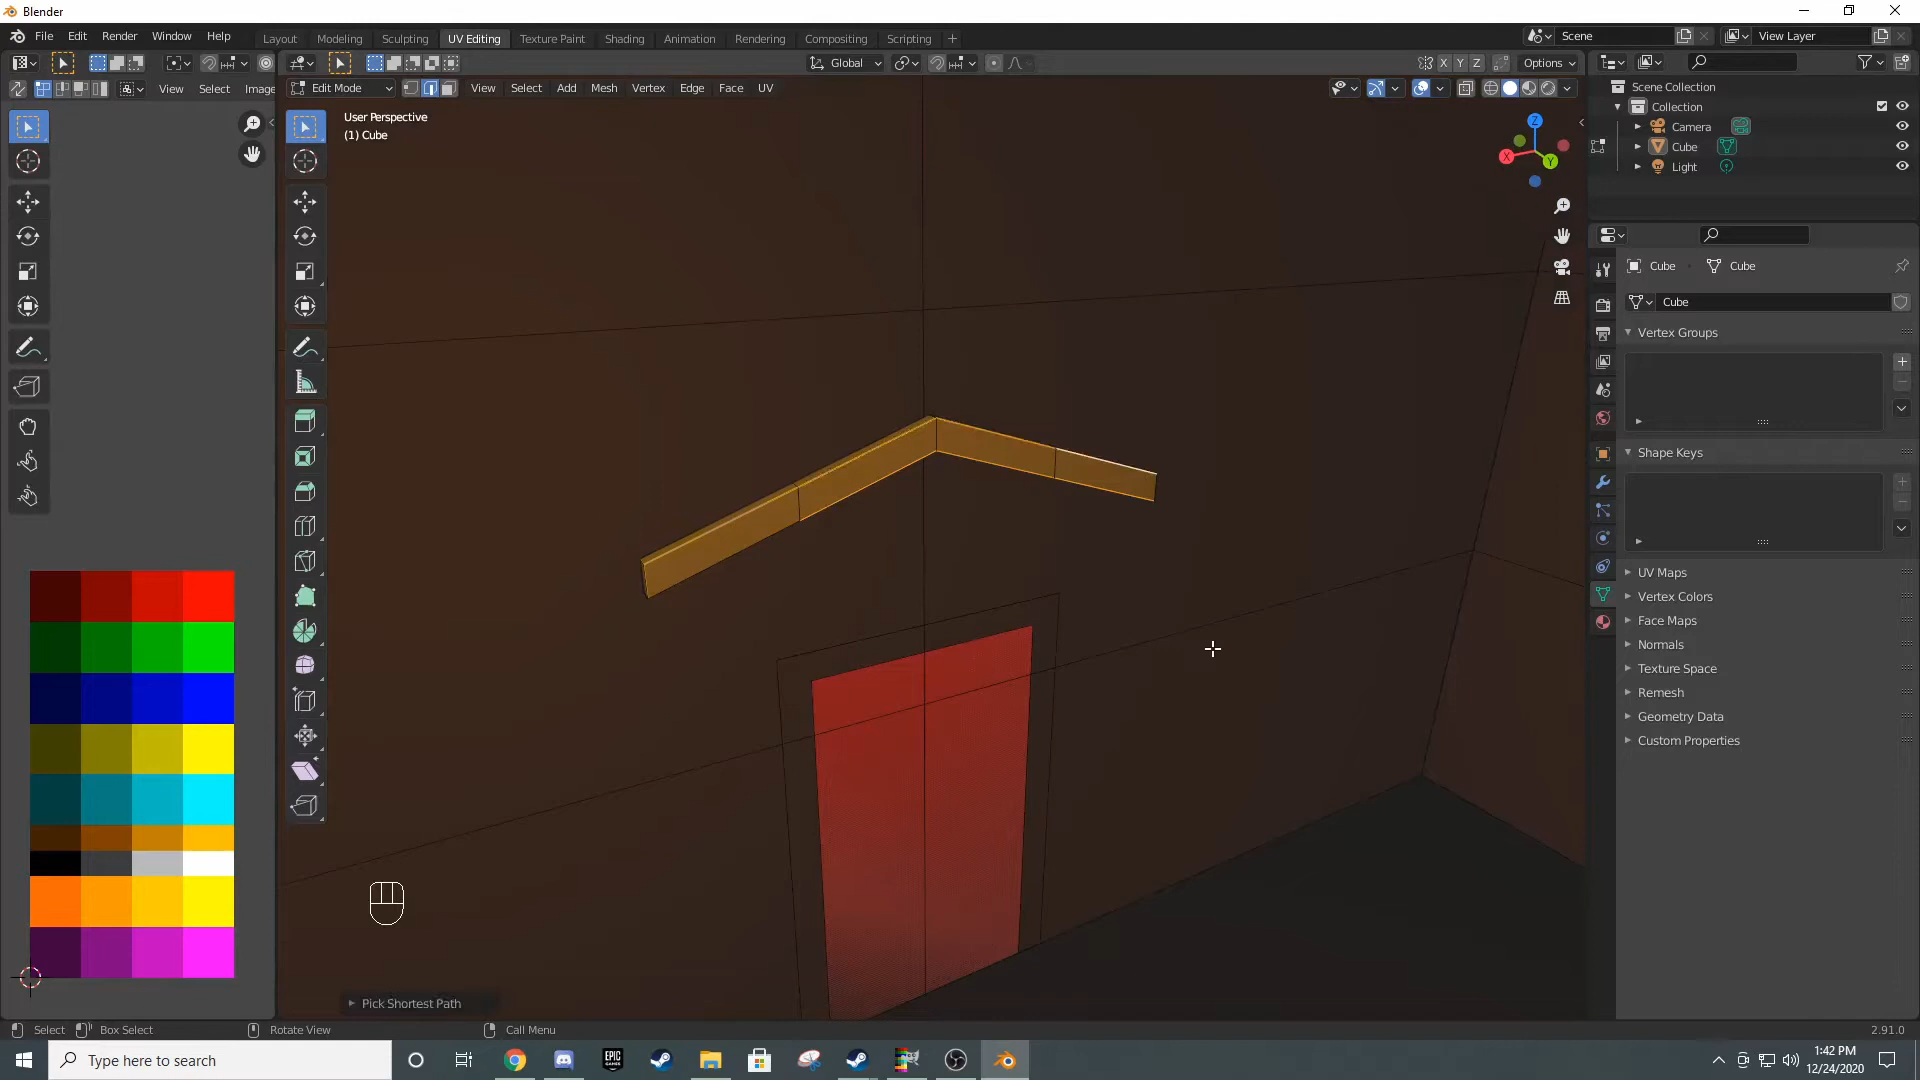 Blender
File Edit Render Window Help
Layout Modeling Sculpting UV Editing Texture Paint Shading Animation Rendering Compositing Scripting
Scene
View Layer
Global
X Y Z
Options
View Select Image
Edit Mode
View Select Add Mesh Vertex Edge Face UV
User Perspective
(1) Cube
Z
X
Y
Scene Collection
Collection
Camera
Cube
Light
Cube Cube
Cube
Vertex Groups
Shape Keys
UV Maps
Vertex Colors
Face Maps
Normals
Texture Space
Remesh
Geometry Data
Custom Properties
Pick Shortest Path
Select Box Select Rotate View Call Menu
2.91.0
Type here to search
EPIC
GAMES
1:42 PM
12/24/2020